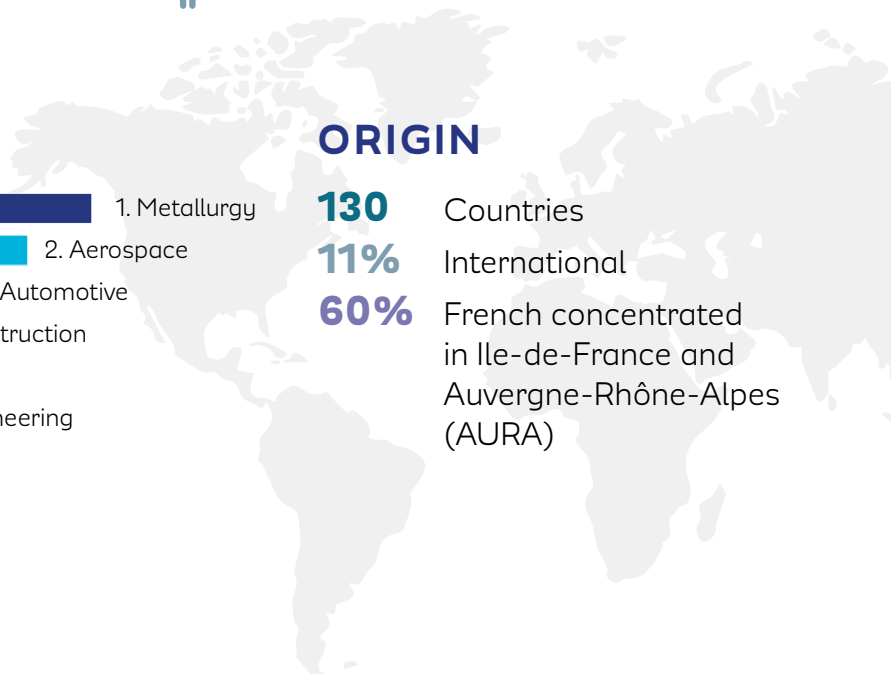 ORIGIN
1. Metallurgy
2. Aerospace
Automotive
truction
neering
130 Countries
11% International
60% French concentrated
in Ile-de-France and
Auvergne-Rhône-Alpes
(AURA)